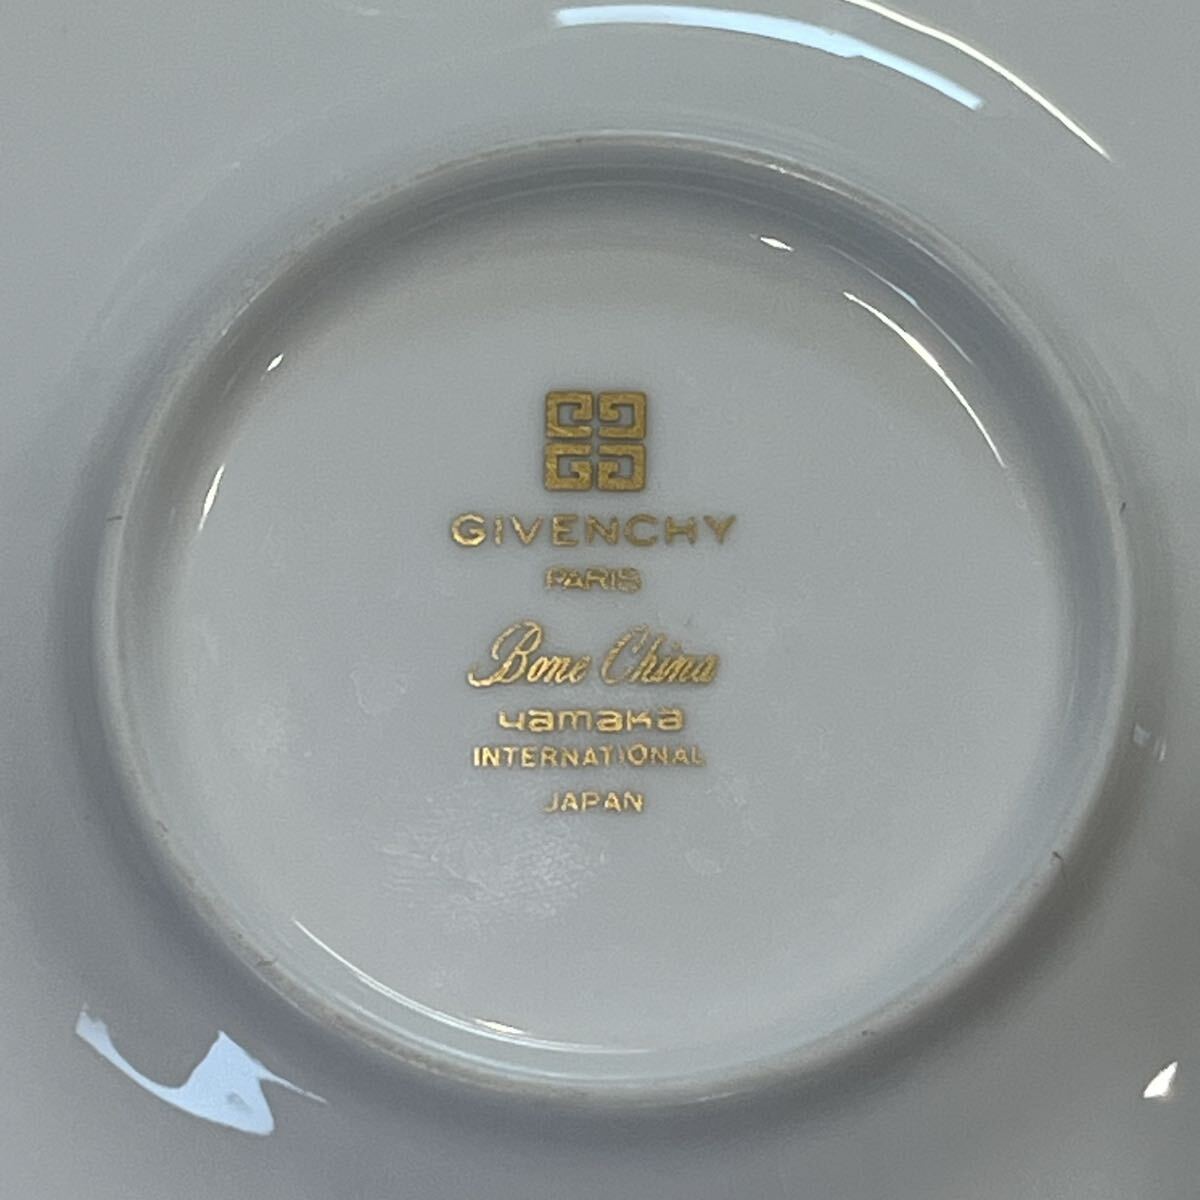 GIVENCHY
PARIS
Bone China
yamaka
INTERNATIONAL
JAPAN